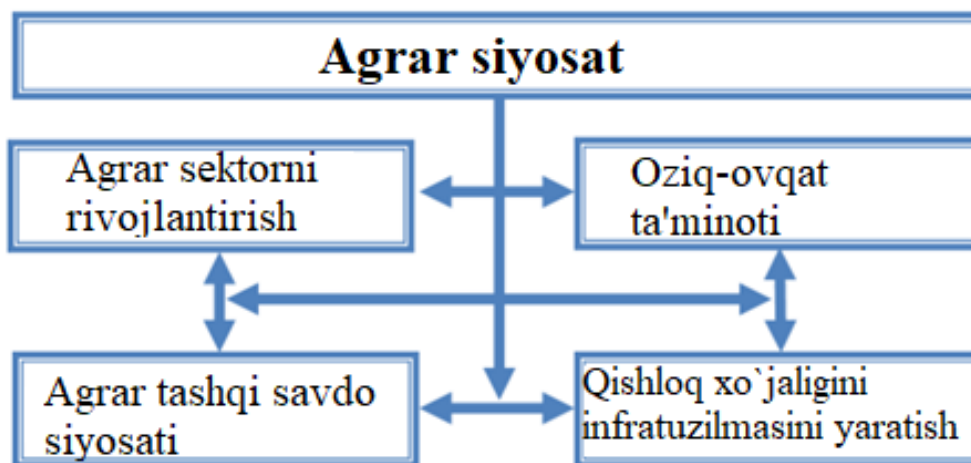 Agrar siyosat
Agrar sektorni
rivojlantirish
Oziq-ovqat
ta'minoti
Agrar tashqi savdo
siyosati
Qishloq xo`jaligini
infratuzilmasini yaratish